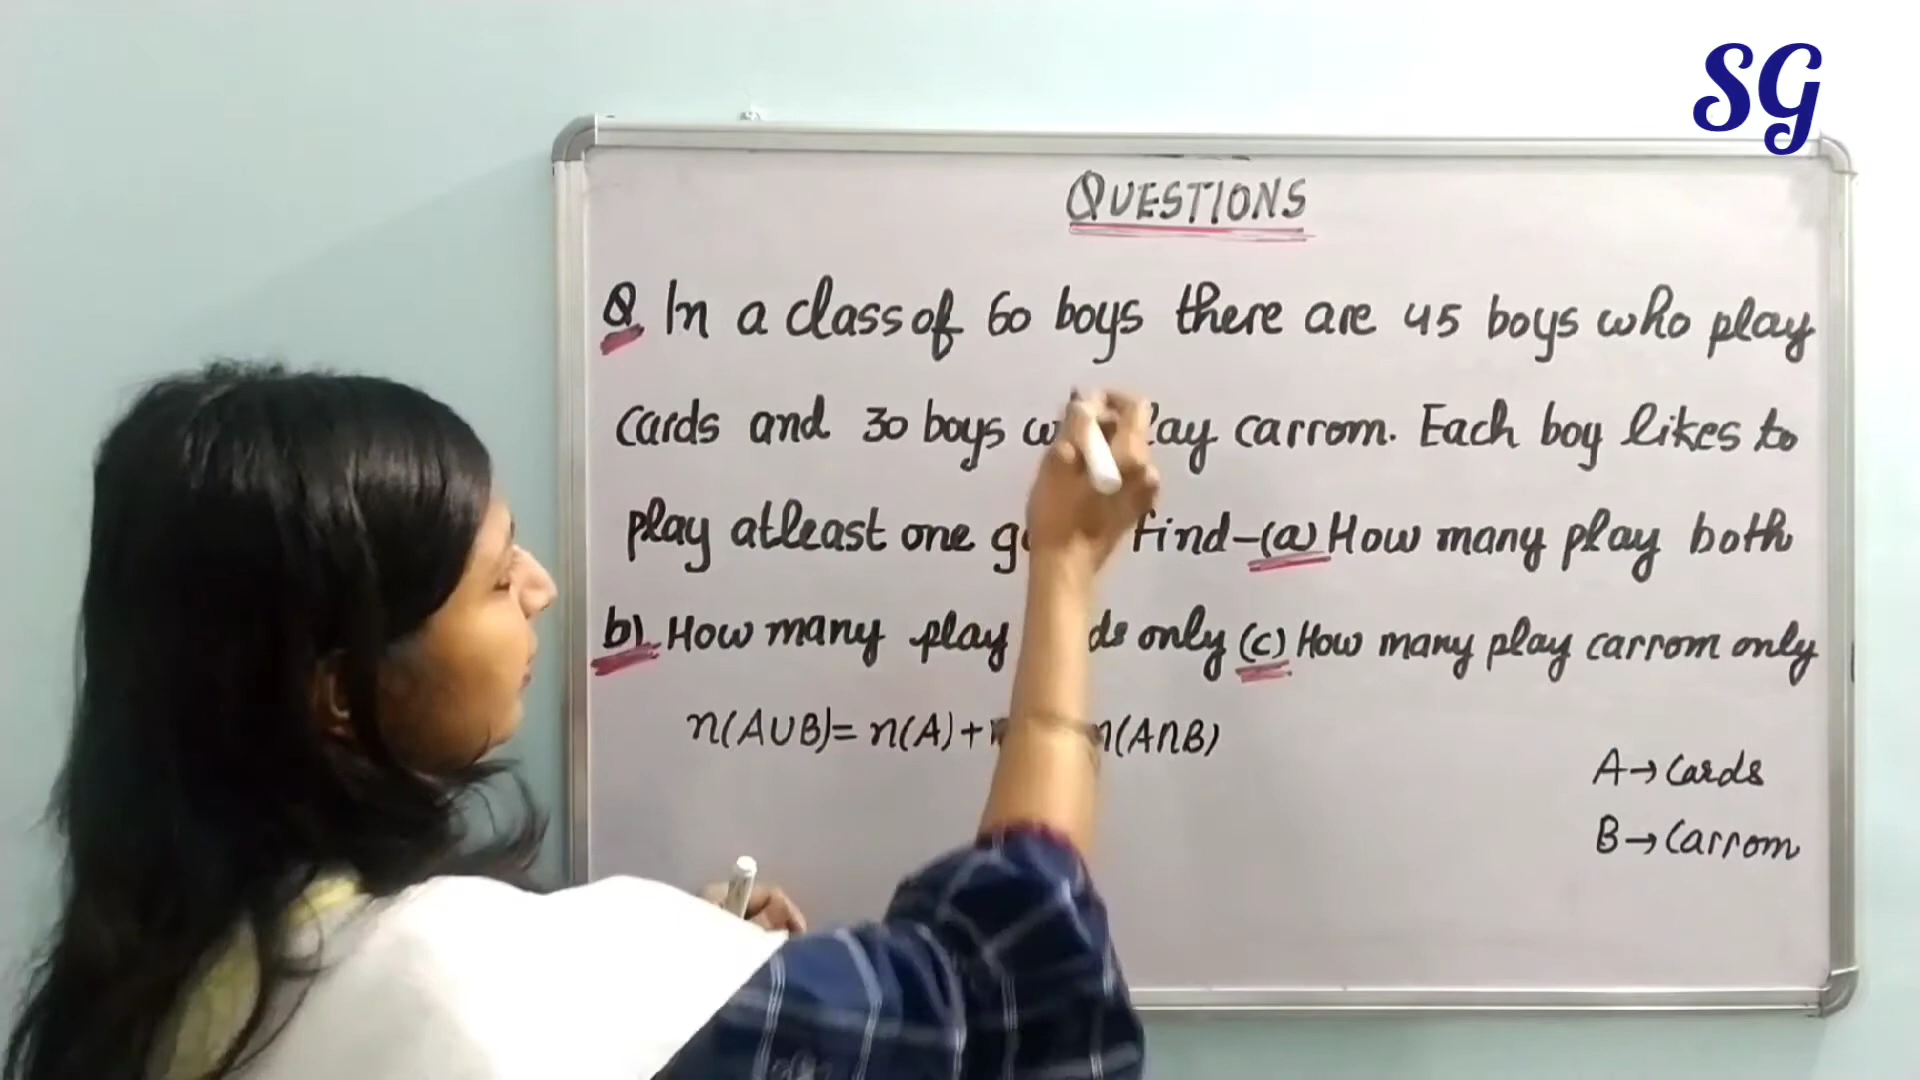 SG
QUESTIONS
Q In a class of 60 boys there are 45 boys who play
cards and 30 boys play carrom. Each boy likes to
play atleast one find-(a) How many play both
b) How many play only (c) How many play carrom only
n(A∪B)= n(A)+ n(A∩B)
A→Cards
B→Carrom